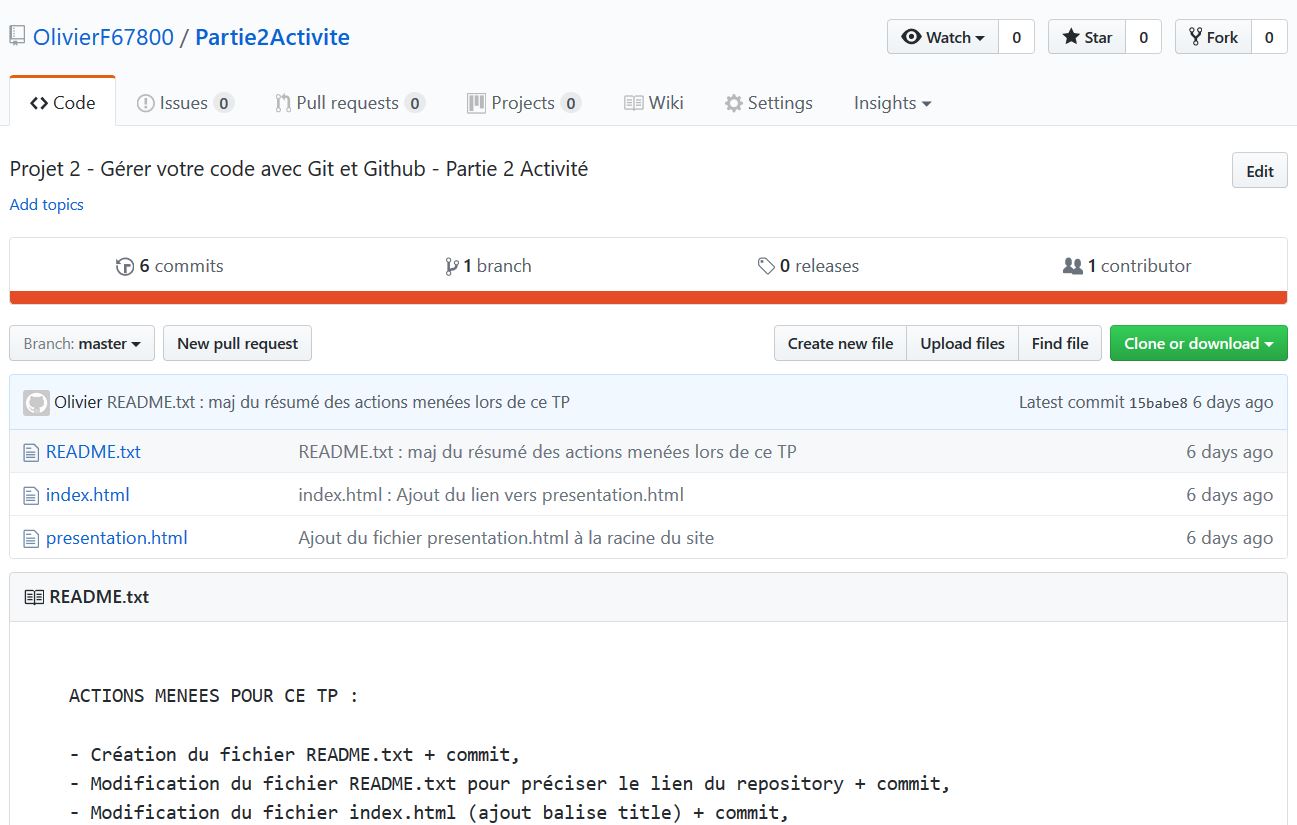 OlivierF67800 / Partie2Activite
Watch 0 Star 0 Fork 0
Code Issues 0 Pull requests 0 Projects 0 Wiki Settings Insights
Projet 2 - Gérer votre code avec Git et Github - Partie 2 Activité
Edit
Add topics
6 commits 1 branch 0 releases 1 contributor
Branch: master New pull request Create new file Upload files Find file Clone or download
Olivier README.txt : maj du résumé des actions menées lors de ce TP Latest commit 15babe8 6 days ago
README.txt README.txt : maj du résumé des actions menées lors de ce TP 6 days ago
index.html index.html : Ajout du lien vers presentation.html 6 days ago
presentation.html Ajout du fichier presentation.html à la racine du site 6 days ago
README.txt
ACTIONS MENEES POUR CE TP :
- Création du fichier README.txt + commit,
- Modification du fichier README.txt pour préciser le lien du repository + commit,
- Modification du fichier index.html (ajout balise title) + commit,